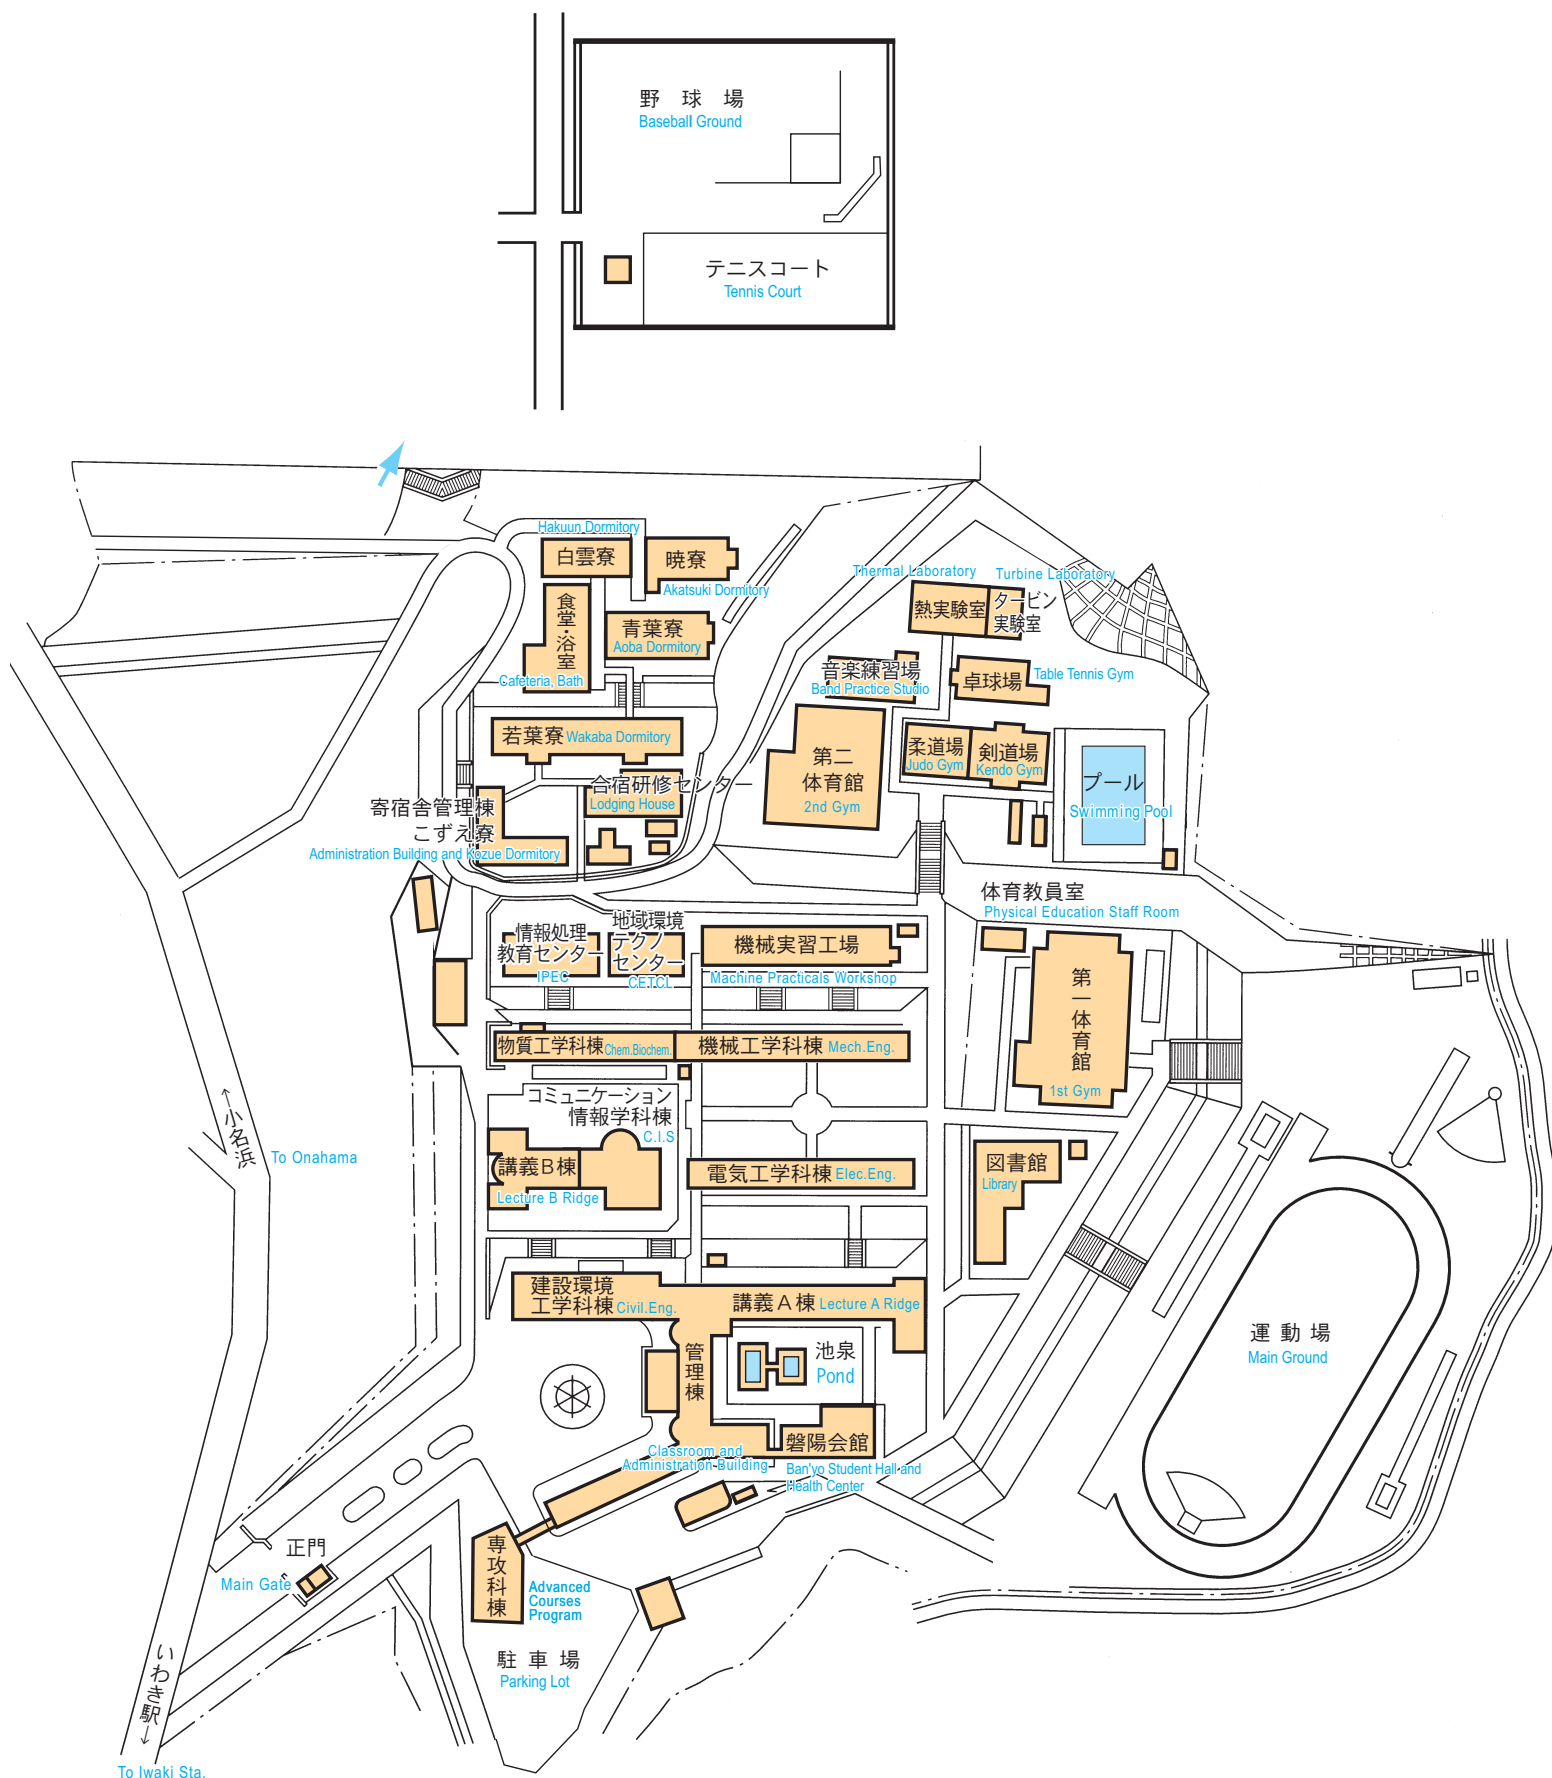 野球場
Baseball Ground
テニスコート
Tennis Court
Hakuun Dormitory
白雲寮
暁寮
Akatsuki Dormitory
食堂・浴室
Cafeteria, Bath
青葉寮
Aoba Dormitory
Thermal Laboratory
Turbine Laboratory
熱実験室
タービン
実験室
音楽練習場
Band Practice Studio
卓球場
Table Tennis Gym
若葉寮
Wakaba Dormitory
第二
体育館
2nd Gym
柔道場
Judo Gym
剣道場
Kendo Gym
プール
Swimming Pool
合宿研修センター
Lodging House
寄宿舎管理棟
こずえ寮
Administration Building and Kozue Dormitory
体育教員室
Physical Education Staff Room
情報処理
教育センター
IPEC
地域環境
テクノ
センター
CETCL
機械実習工場
Machine Practicals Workshop
第一体育館
1st Gym
物質工学科棟
Chem.Biochem.
機械工学科棟
Mech.Eng.
コミュニケーション
情報学科棟
C.I.S
講義B棟
Lecture B Ridge
電気工学科棟
Elec.Eng.
図書館
Library
←小名浜
To Onahama
建設環境
工学科棟
Civil.Eng.
講義A棟
Lecture A Ridge
管理棟
池泉
Pond
運動場
Main Ground
Classroom and
Administration Building
磐陽会館
Ban'yo Student Hall and
Health Center
正門
Main Gate
専攻科棟
Advanced
Courses
Program
駐車場
Parking Lot
いわき駅→
To Iwaki Sta.